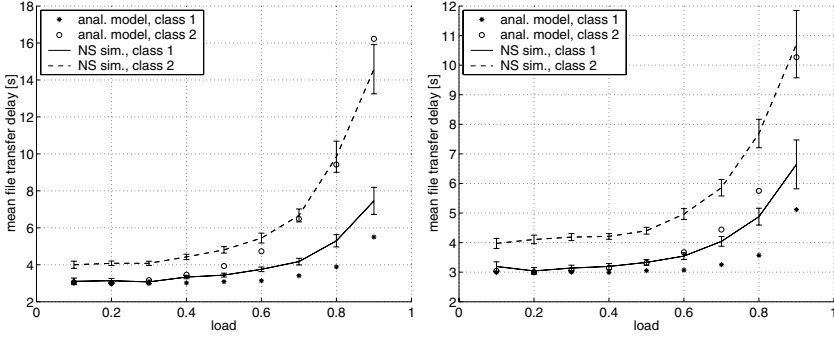 18
16
14
12
10
8
6
4
2
0
0.2
0.4
0.6
0.8
1
load
mean file transfer delay [s]
anal. model, class 1
anal. model, class 2
NS sim., class 1
NS sim., class 2
12
11
10
9
8
7
6
5
4
3
2
0
0.2
0.4
0.6
0.8
1
load
mean file transfer delay [s]
anal. model, class 1
anal. model, class 2
NS sim., class 1
NS sim., class 2